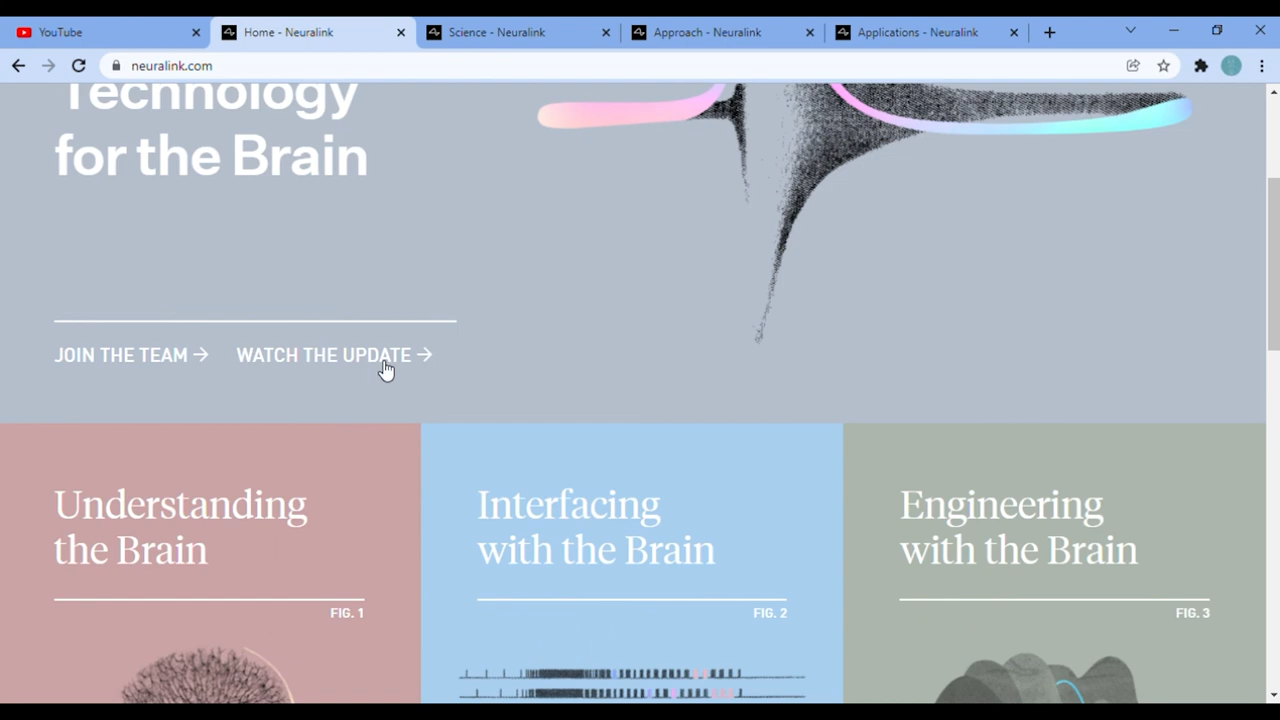 YouTube
Home - Neuralink
Science - Neuralink
Approach - Neuralink
Applications - Neuralink
neuralink.com
Technology
for the Brain
JOIN THE TEAM → WATCH THE UPDATE →
Understanding
the Brain
FIG. 1
Interfacing
with the Brain
FIG. 2
Engineering
with the Brain
FIG. 3